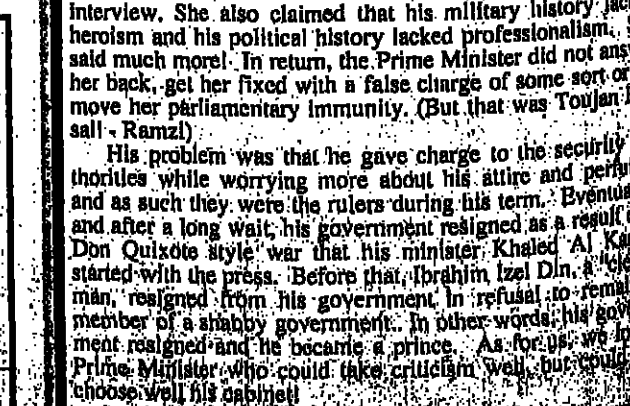 interview. She also claimed that his military history
heroism and his political history lacked professionalism.
said much more! In return, the Prime Minister did not
her back, get her fixed with a false charge of some sort or
move her parliamentary immunity. (But that was Toujan
sal! - Ramzi)
His problem was that he gave charge to the security
thorities while worrying more about his attire and
and as such they were the rulers during his term.
and after a long wait, his government resigned as a result
Don Quixote style war that his minister Khaled Al
started with the press. Before that, Ibrahim Izel Din, a
man, resigned from his government in refusal to
member of a shabby government. In other words, his
ment resigned and he became a prince. As for us, we
Prime Minister who could take criticism well, but could
choose well his cabinet!